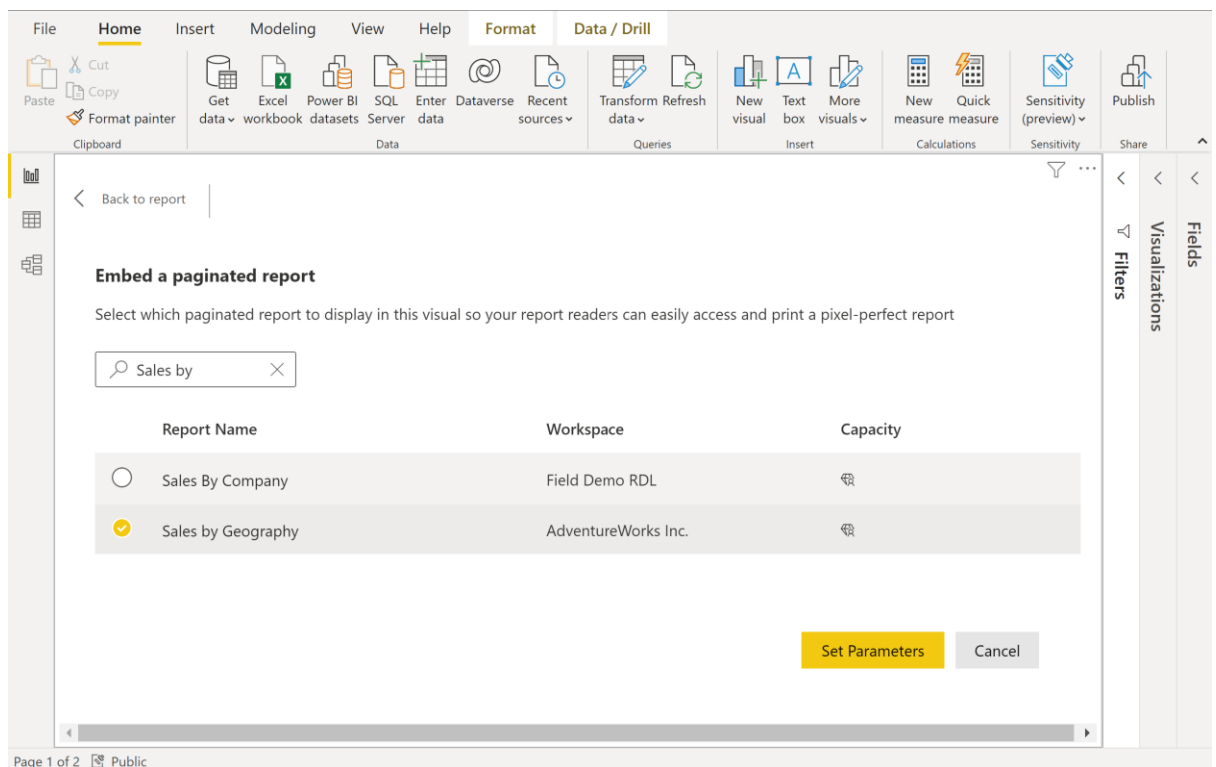 File Home Insert Modeling View Help Format Data / Drill
Paste
Cut
Copy
Format painter
Clipboard
Get data
Excel workbook
Power BI datasets
SQL Server
Enter data
Dataverse
Recent sources
Data
Transform data
Refresh
Queries
New visual
Text box
More visuals
Insert
New measure
Quick measure
Calculations
Sensitivity (preview)
Sensitivity
Publish
Share
Back to report
Embed a paginated report
Select which paginated report to display in this visual so your report readers can easily access and print a pixel-perfect report
Sales by
Report Name Workspace Capacity
Sales By Company Field Demo RDL
Sales by Geography AdventureWorks Inc.
Set Parameters Cancel
Filters
Visualizations
Fields
Page 1 of 2 Public